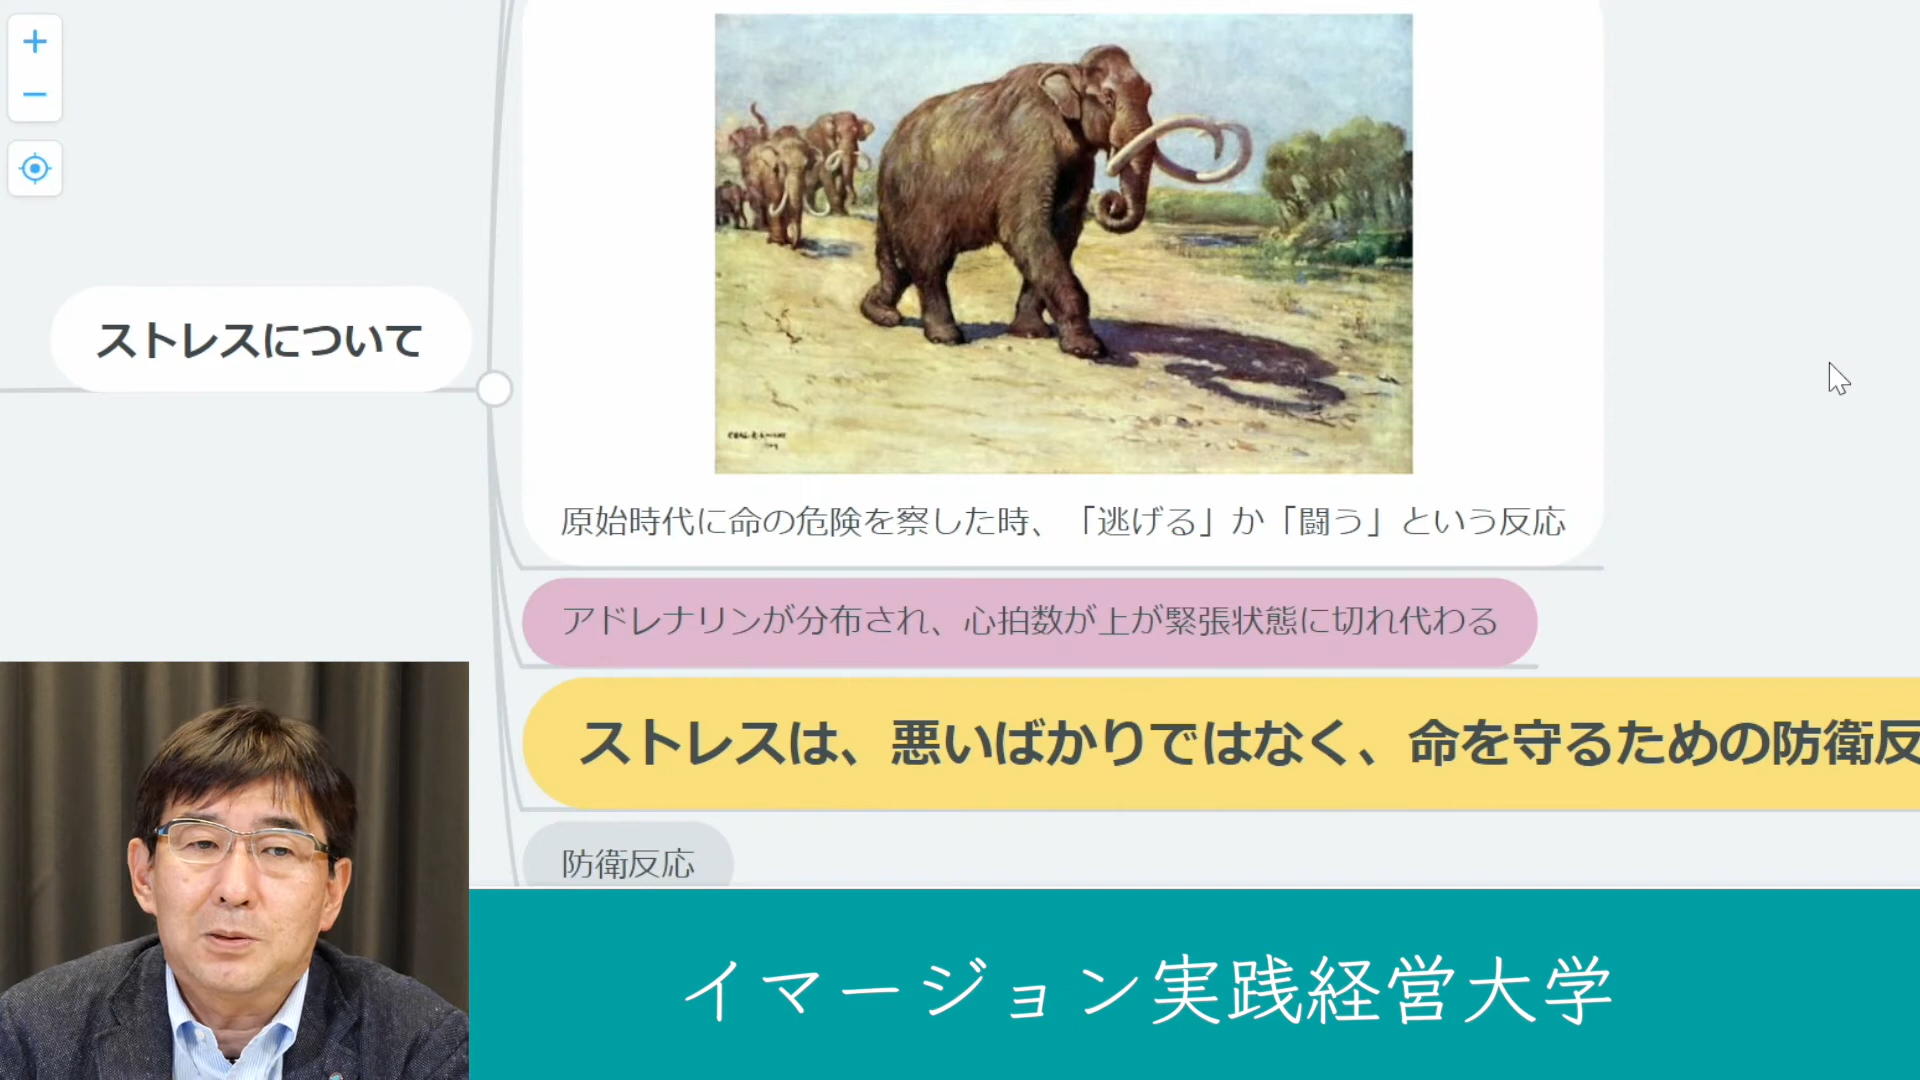 ストレスについて
原始時代に命の危険を察した時、「逃げる」か「闘う」という反応
アドレナリンが分布され、心拍数が上が緊張状態に切れ代わる
ストレスは、悪いばかりではなく、命を守るための防衛反
防衛反応
イマージョン実践経営大学